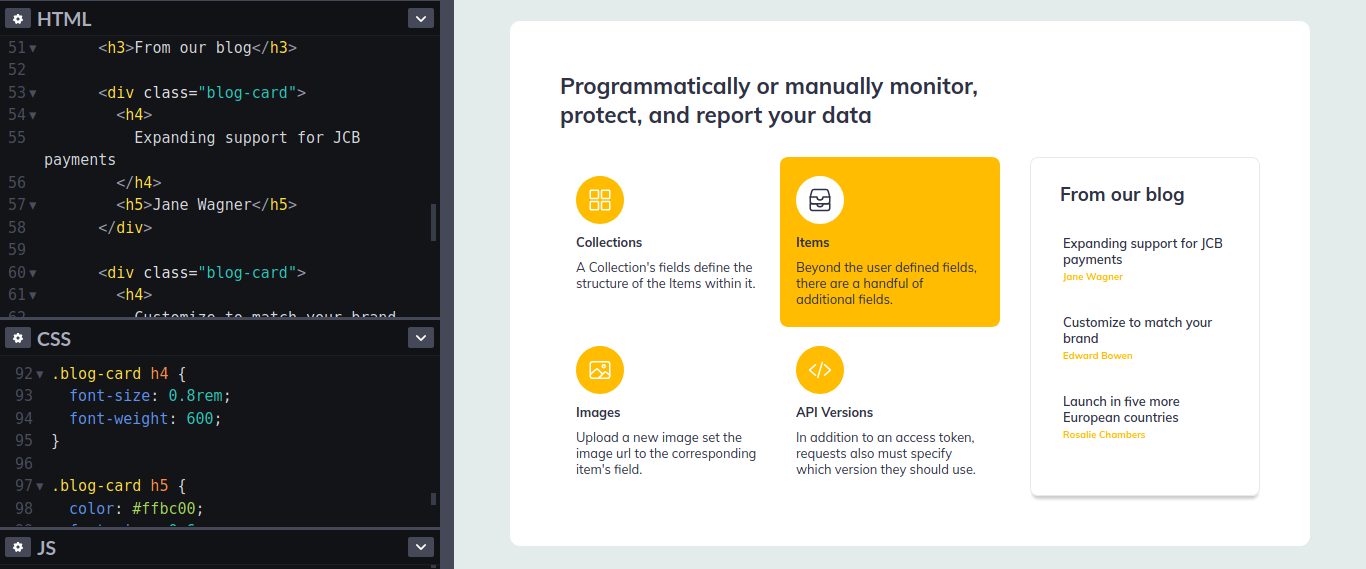 HTML
51 <h3>From our blog</h3>
52
53 <div class="blog-card">
54 <h4>
55 Expanding support for JCB
payments
56 </h4>
57 <h5>Jane Wagner</h5>
58 </div>
59
60 <div class="blog-card">
61 <h4>
62 Customize to match your brand
CSS
92 .blog-card h4 {
93 font-size: 0.8rem;
94 font-weight: 600;
95 }
96
97 .blog-card h5 {
98 color: #ffbc00;
JS
Programmatically or manually monitor,
protect, and report your data
Collections
A Collection's fields define the
structure of the Items within it.
Items
Beyond the user defined fields,
there are a handful of
additional fields.
Images
Upload a new image set the
image url to the corresponding
item's field.
API Versions
In addition to an access token,
requests also must specify
which version they should use.
From our blog
Expanding support for JCB
payments
Jane Wagner
Customize to match your
brand
Edward Bowen
Launch in five more
European countries
Rosalie Chambers